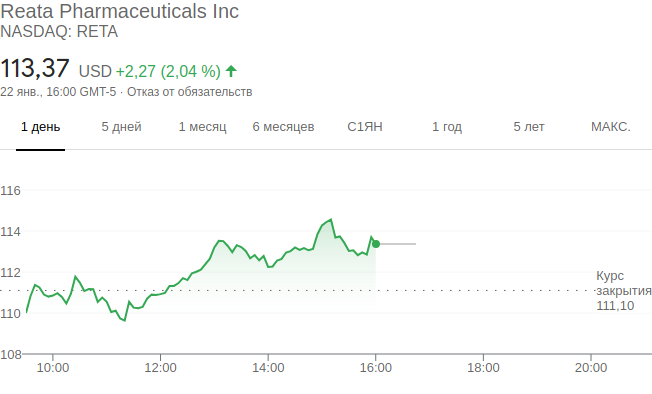 Reata Pharmaceuticals Inc
NASDAQ: RETA
113,37 USD +2,27 (2,04 %)
22 янв., 16:00 GMT-5 · Отказ от обязательств
1 день 5 дней 1 месяц 6 месяцев С1ЯН 1 год 5 лет МАКС.
116
114
112
Курс
закрытия
111,10
110
108
10:00 12:00 14:00 16:00 18:00 20:00